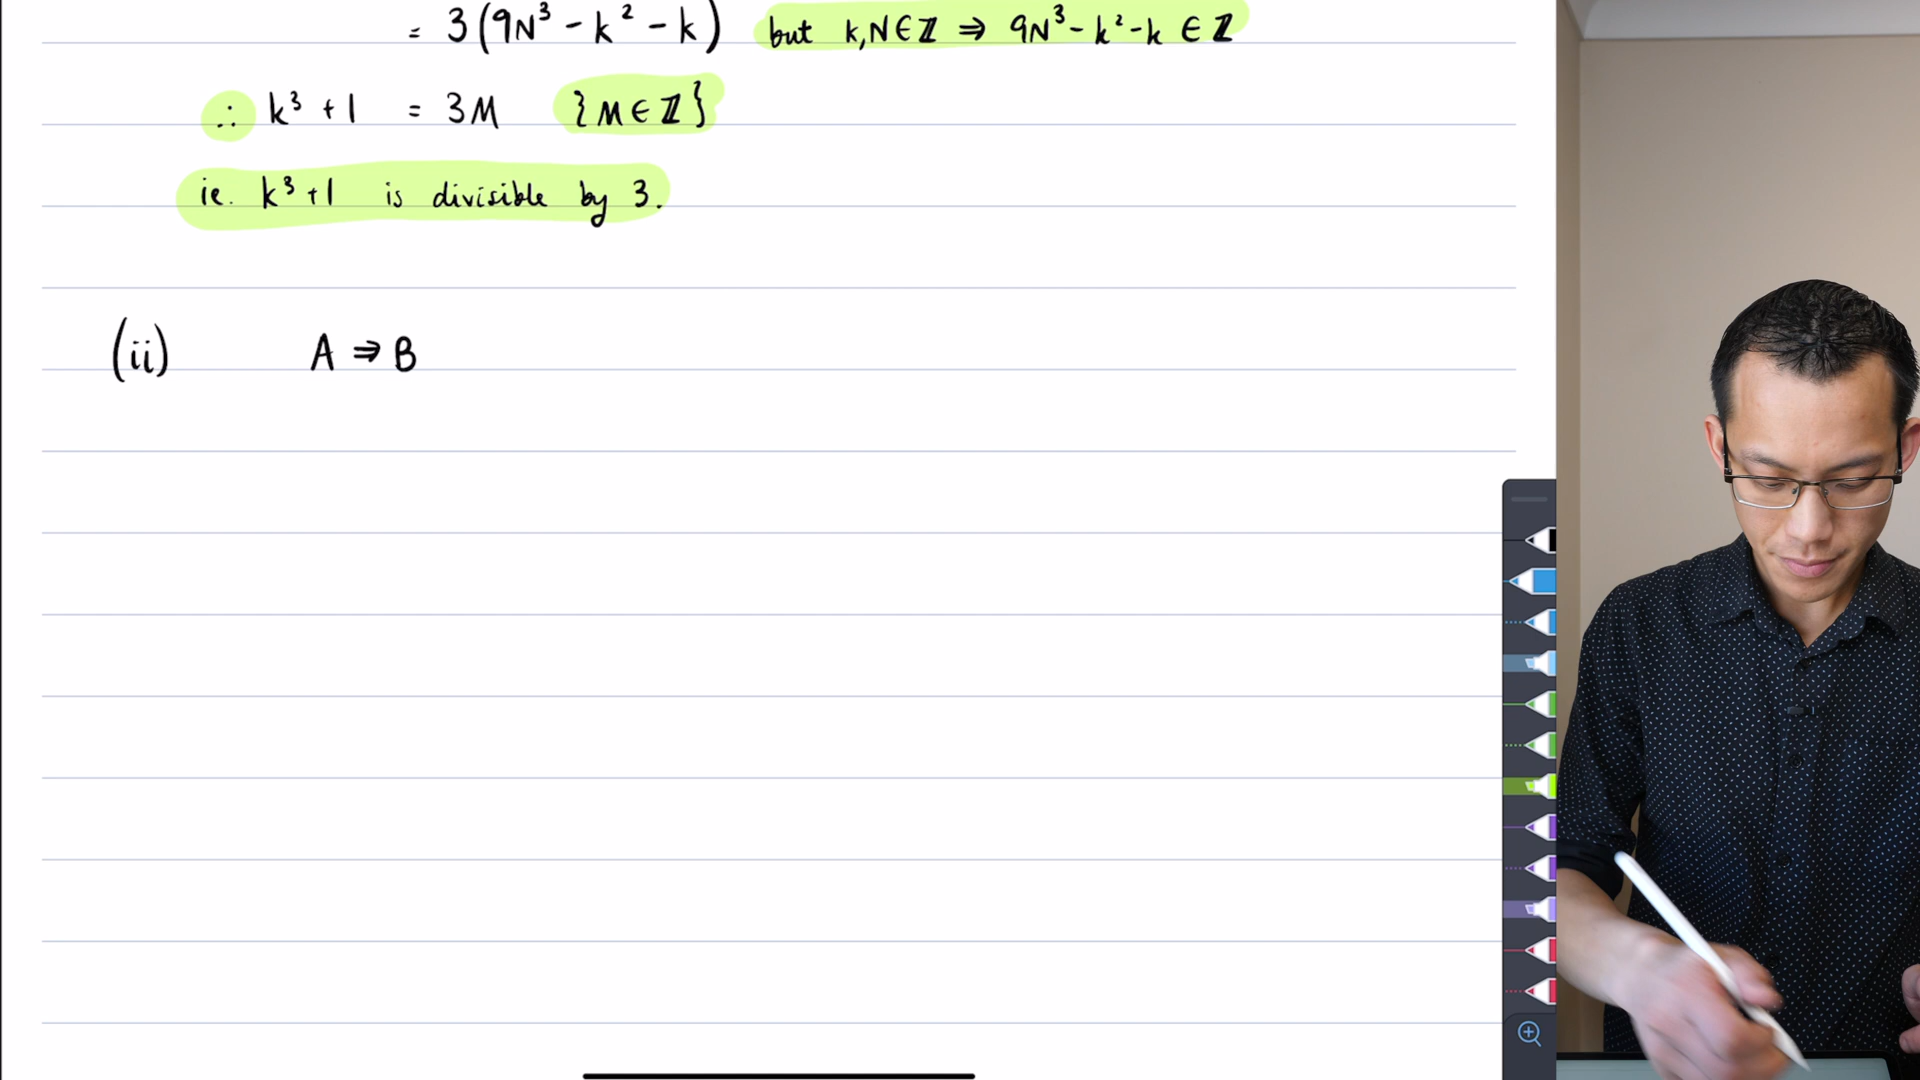 = 3(9N³ - k² - k) but k,N∈ℤ ⇒ 9N³ - k² - k ∈ ℤ
∴ k³ + 1 = 3M {M∈ℤ}
ie. k³+1 is divisible by 3.
(ii) A ⇒ B